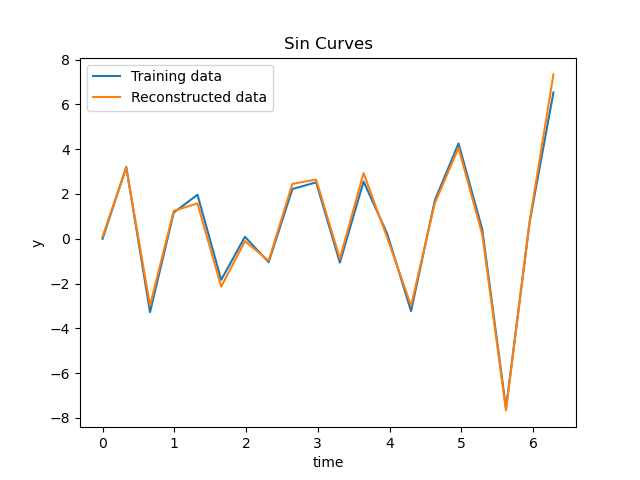 Sin Curves
Training data
Reconstructed data
8
6
4
2
0
−2
−4
−6
−8
y
0 1 2 3 4 5 6
time